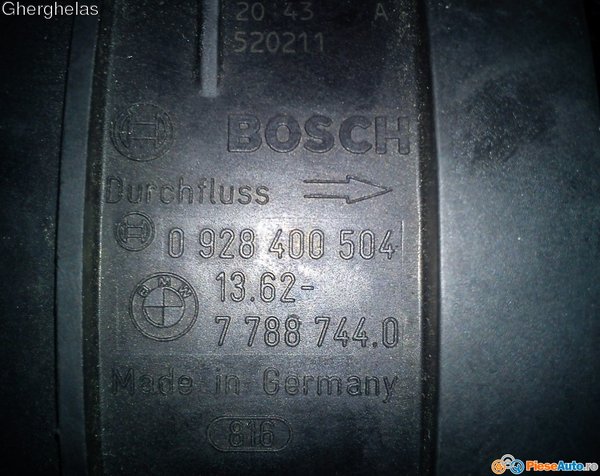 Gherghelas
20:43 A
520211
BOSCH
Durchfluss
0 928 400 504
BMW
13.62-
7 788 744.0
Made in Germany
816
PieseAuto.ro